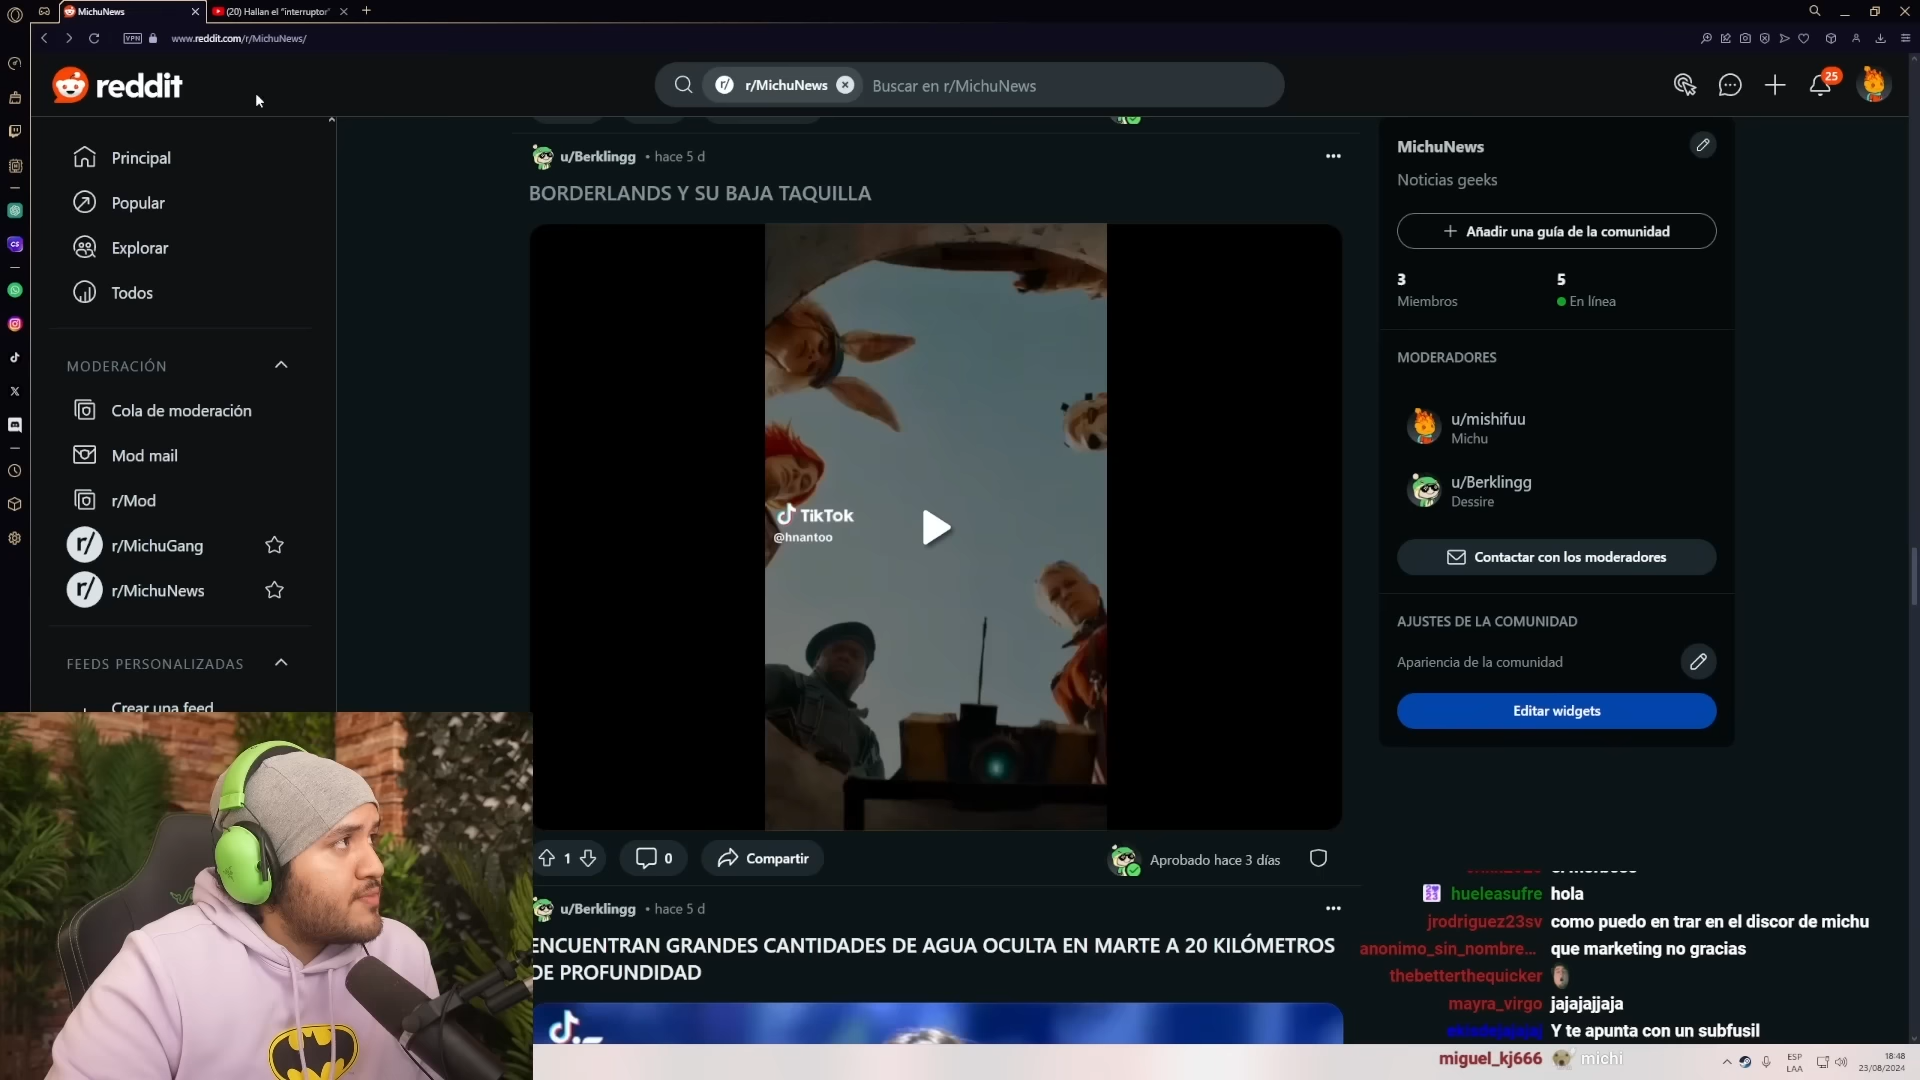 MichuNews
(20) Hallan el "interruptor"
VPN
www.reddit.com/r/MichuNews/
reddit
r/MichuNews
Buscar en r/MichuNews
25
Principal
Popular
Explorar
Todos
MODERACIÓN
Cola de moderación
Mod mail
r/Mod
r/ r/MichuGang
r/ r/MichuNews
FEEDS PERSONALIZADAS
Crear una feed
u/Berklingg • hace 5 d
BORDERLANDS Y SU BAJA TAQUILLA
TikTok
@hnantoo
1
0
Compartir
Aprobado hace 3 días
u/Berklingg • hace 5 d
ENCUENTRAN GRANDES CANTIDADES DE AGUA OCULTA EN MARTE A 20 KILÓMETROS
DE PROFUNDIDAD
MichuNews
Noticias geeks
Añadir una guía de la comunidad
3 5
Miembros En línea
MODERADORES
u/mishifuu
Michu
u/Berklingg
Dessire
Contactar con los moderadores
AJUSTES DE LA COMUNIDAD
Apariencia de la comunidad
Editar widgets
hueleasufre hola
jrodriguez23sv como puedo en trar en el discor de michu
anonimo_sin_nombre... que marketing no gracias
thebetterthequicker
mayra_virgo jajajajjaja
Y te apunta con un subfusil
miguel_kj666 michi
ESP
LAA
18:48
23/08/2024